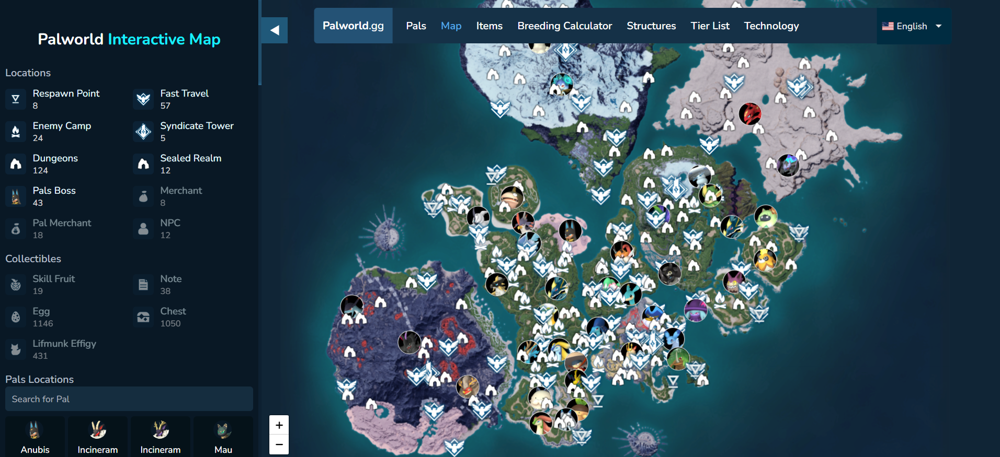 Palworld.gg
Pals
Map
Items
Breeding Calculator
Structures
Tier List
Technology
English
Palworld Interactive Map
Locations
Respawn Point
8
Fast Travel
57
Enemy Camp
24
Syndicate Tower
5
Dungeons
124
Sealed Realm
12
Pals Boss
43
Merchant
8
Pal Merchant
18
NPC
12
Collectibles
Skill Fruit
19
Note
38
Egg
1146
Chest
1050
Lifmunk Effigy
431
Pals Locations
Search for Pal
Anubis
Incineram
Incineram
Mau
+
−